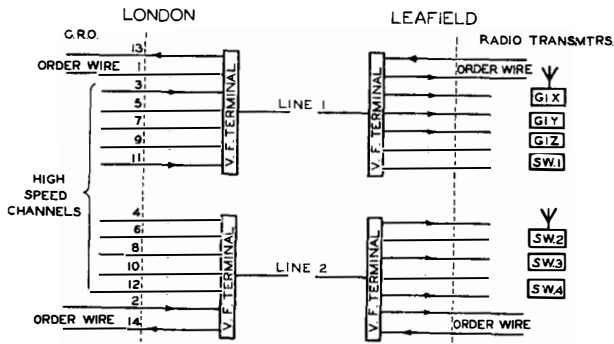 LONDON
LEAFIELD
C.R.O.
RADIO TRANSMTRS.
13
ORDER WIRE
1
ORDER WIRE
3
5
7
9
11
HIGH
SPEED
CHANNELS
V.F. TERMINAL
LINE 1
V.F. TERMINAL
G1X
G1Y
G1Z
SW.1
4
6
8
10
12
2
ORDER WIRE
14
V.F. TERMINAL
LINE 2
V.F. TERMINAL
SW.2
SW.3
SW.4
ORDER WIRE